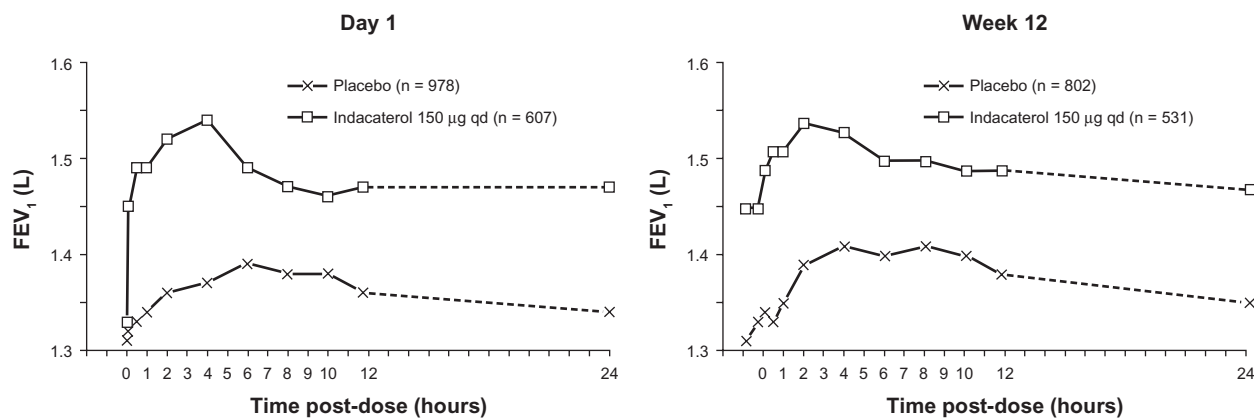 Day 1
1.6
1.5
1.4
1.3
FEV1 (L)
Placebo (n = 978)
Indacaterol 150 μg qd (n = 607)
0 1 2 3 4 5 6 7 8 9 10 12 24
Time post-dose (hours)
Week 12
1.6
1.5
1.4
1.3
FEV1 (L)
Placebo (n = 802)
Indacaterol 150 μg qd (n = 531)
0 1 2 3 4 5 6 7 8 9 10 12 24
Time post-dose (hours)